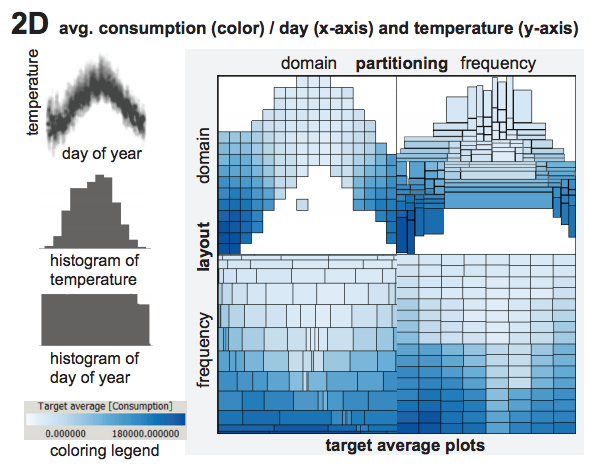 2D avg. consumption (color) / day (x-axis) and temperature (y-axis)
temperature
day of year
histogram of
temperature
histogram of
day of year
Target average [Consumption]
0.000000 180000.000000
coloring legend
domain partitioning frequency
domain
layout
frequency
target average plots